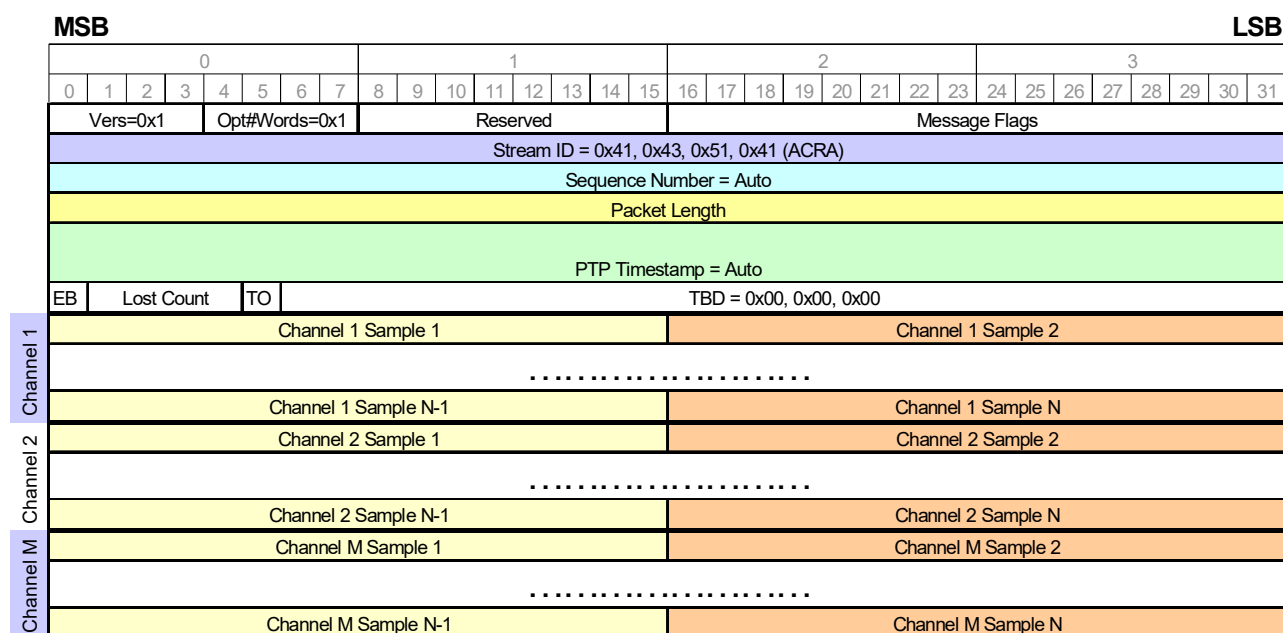 MSB LSB
0 1 2 3
0 1 2 3 4 5 6 7 8 9 10 11 12 13 14 15 16 17 18 19 20 21 22 23 24 25 26 27 28 29 30 31
Vers=0x1 Opt#Words=0x1 Reserved Message Flags
Stream ID = 0x41, 0x43, 0x51, 0x41 (ACRA)
Sequence Number = Auto
Packet Length
PTP Timestamp = Auto
EB Lost Count TO TBD = 0x00, 0x00, 0x00
Channel 1
Channel 1 Sample 1 Channel 1 Sample 2
.......................
Channel 1 Sample N-1 Channel 1 Sample N
Channel 2
Channel 2 Sample 1 Channel 2 Sample 2
.......................
Channel 2 Sample N-1 Channel 2 Sample N
Channel M
Channel M Sample 1 Channel M Sample 2
.......................
Channel M Sample N-1 Channel M Sample N